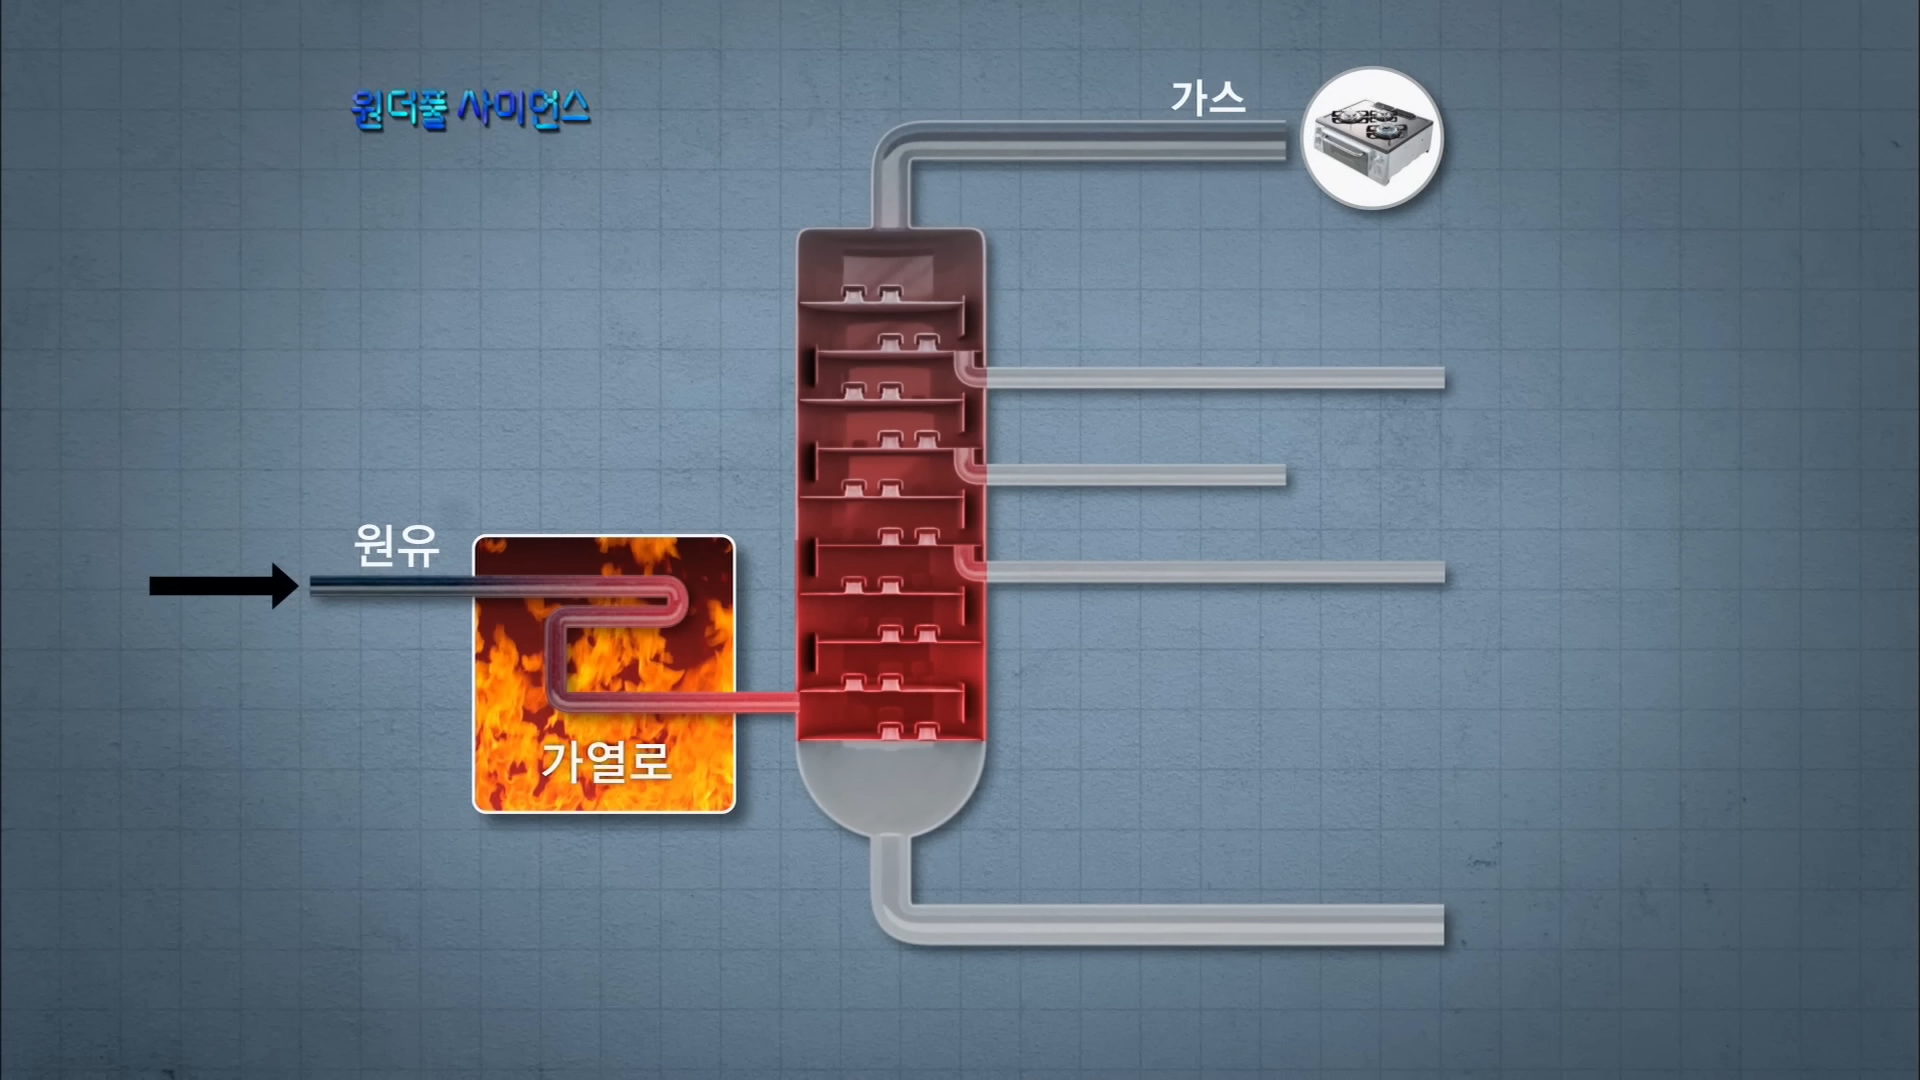 원더풀 사이언스
가스
원유
가열로